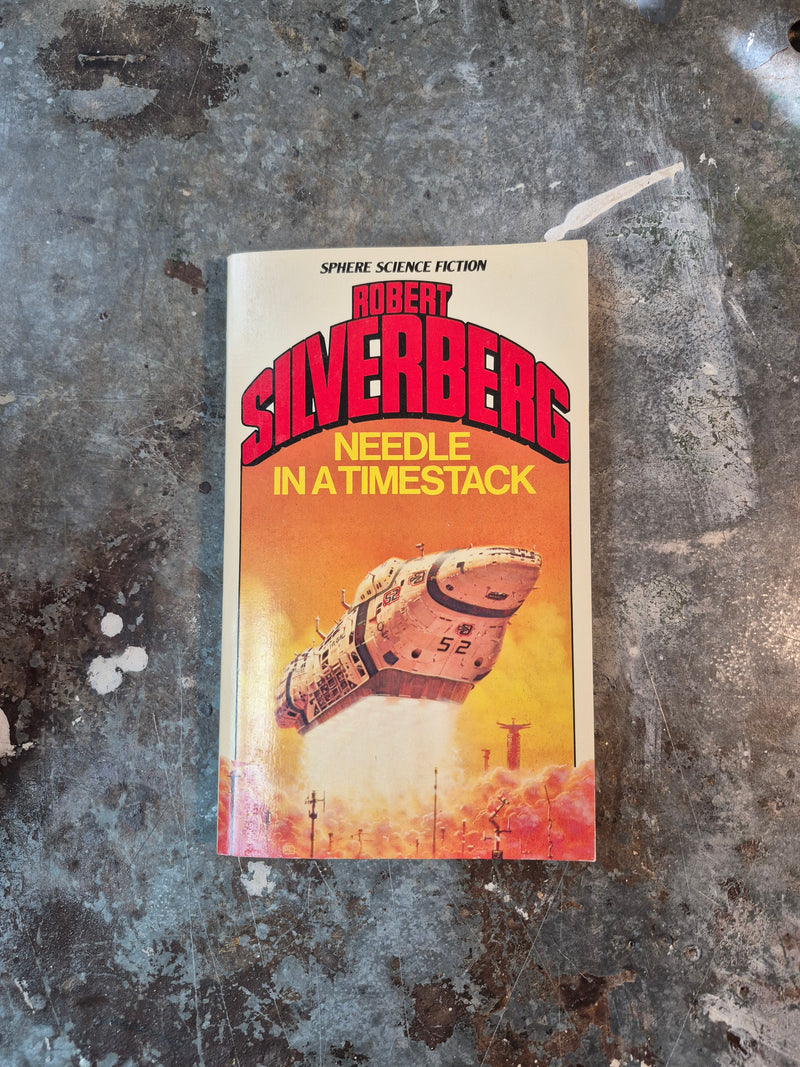 SPHERE SCIENCE FICTION
ROBERT
SILVERBERG
NEEDLE
IN A TIMESTACK
52
52